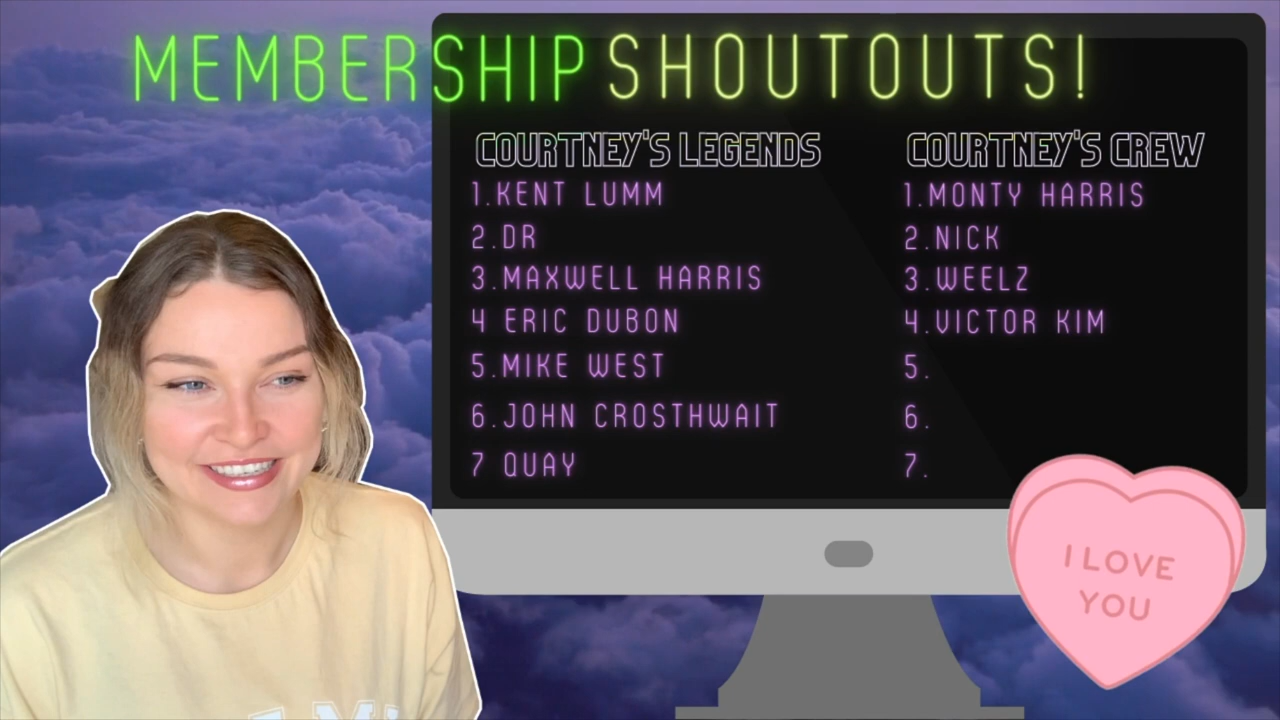 MEMBERSHIP SHOUTOUTS!
COURTNEY'S LEGENDS
1.KENT LUMM
2.DR
3.MAXWELL HARRIS
4 ERIC DUBON
5.MIKE WEST
6.JOHN CROSTHWAIT
7 QUAY
COURTNEY'S CREW
1.MONTY HARRIS
2.NICK
3.WEELZ
4.VICTOR KIM
5.
6.
7.
I LOVE
YOU